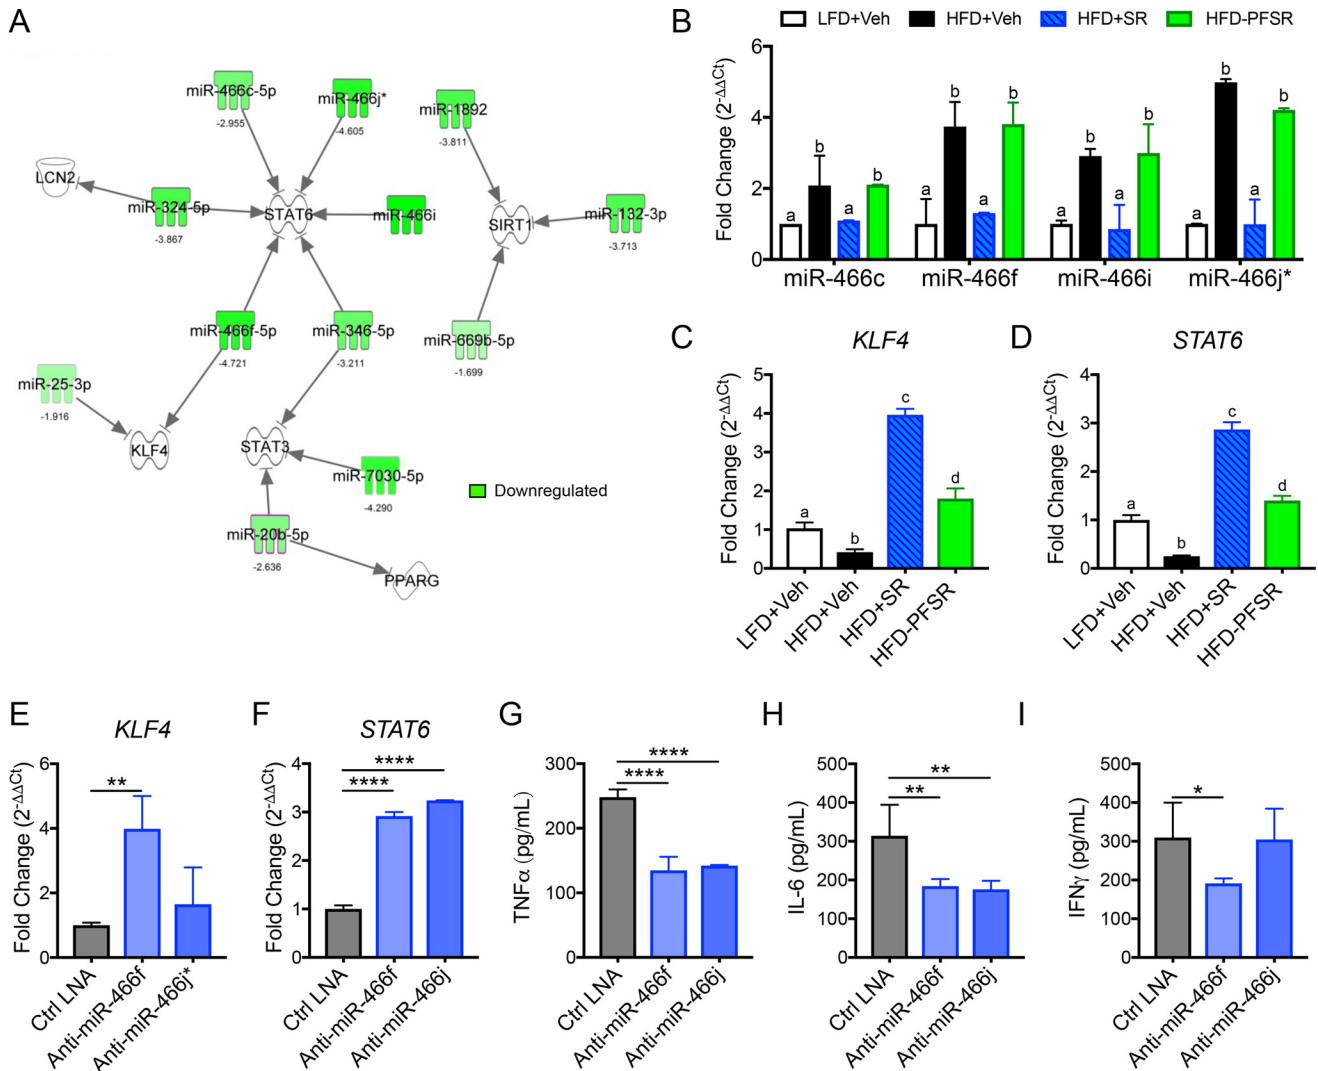 A
miR-466c-5p
-2.955
miR-466j*
-4.605
miR-1892
-3.811
LCN2
miR-324-5p
-3.867
STAT6
miR-466i
SIRT1
miR-132-3p
-3.713
miR-466f-5p
-4.721
miR-346-5p
-3.211
miR-669b-5p
-1.699
miR-25-3p
-1.916
KLF4
STAT3
miR-7030-5p
-4.290
Downregulated
miR-20b-5p
-2.636
PPARG
B
LFD+Veh HFD+Veh HFD+SR HFD-PFSR
Fold Change (2-ΔΔCt)
6
4
2
0
a b a b
a b a b
a b a b
a b a b
miR-466c miR-466f miR-466i miR-466j*
C
KLF4
Fold Change (2-ΔΔCt)
5
4
3
2
1
0
a b c d
LFD+Veh HFD+Veh HFD+SR HFD-PFSR
D
STAT6
Fold Change (2-ΔΔCt)
4
3
2
1
0
a b c d
LFD+Veh HFD+Veh HFD+SR HFD-PFSR
E
KLF4
Fold Change (2-ΔΔCt)
6
4
2
0
**
Ctrl LNA Anti-miR-466f Anti-miR-466j*
F
STAT6
Fold Change (2-ΔΔCt)
4
3
2
1
0
****
****
Ctrl LNA Anti-miR-466f Anti-miR-466j
G
TNFα (pg/mL)
300
200
100
0
****
****
Ctrl LNA Anti-miR-466f Anti-miR-466j
H
IL-6 (pg/mL)
500
400
300
200
100
0
**
**
Ctrl LNA Anti-miR-466f Anti-miR-466j
I
IFNγ (pg/mL)
500
400
300
200
100
0
*
Ctrl LNA Anti-miR-466f Anti-miR-466j